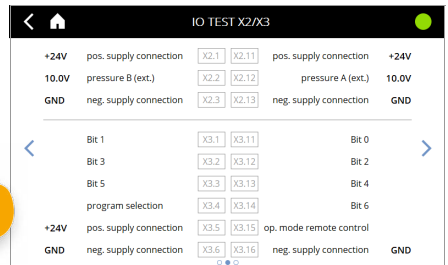 IO TEST X2/X3
+24V pos. supply connection X2.1 X2.11 pos. supply connection +24V
10.0V pressure B (ext.) X2.2 X2.12 pressure A (ext.) 10.0V
GND neg. supply connection X2.3 X2.13 neg. supply connection GND
Bit 1 X3.1 X3.11 Bit 0
Bit 3 X3.2 X3.12 Bit 2
Bit 5 X3.3 X3.13 Bit 4
program selection X3.4 X3.14 Bit 6
+24V pos. supply connection X3.5 X3.15 op. mode remote control
GND neg. supply connection X3.6 X3.16 neg. supply connection GND